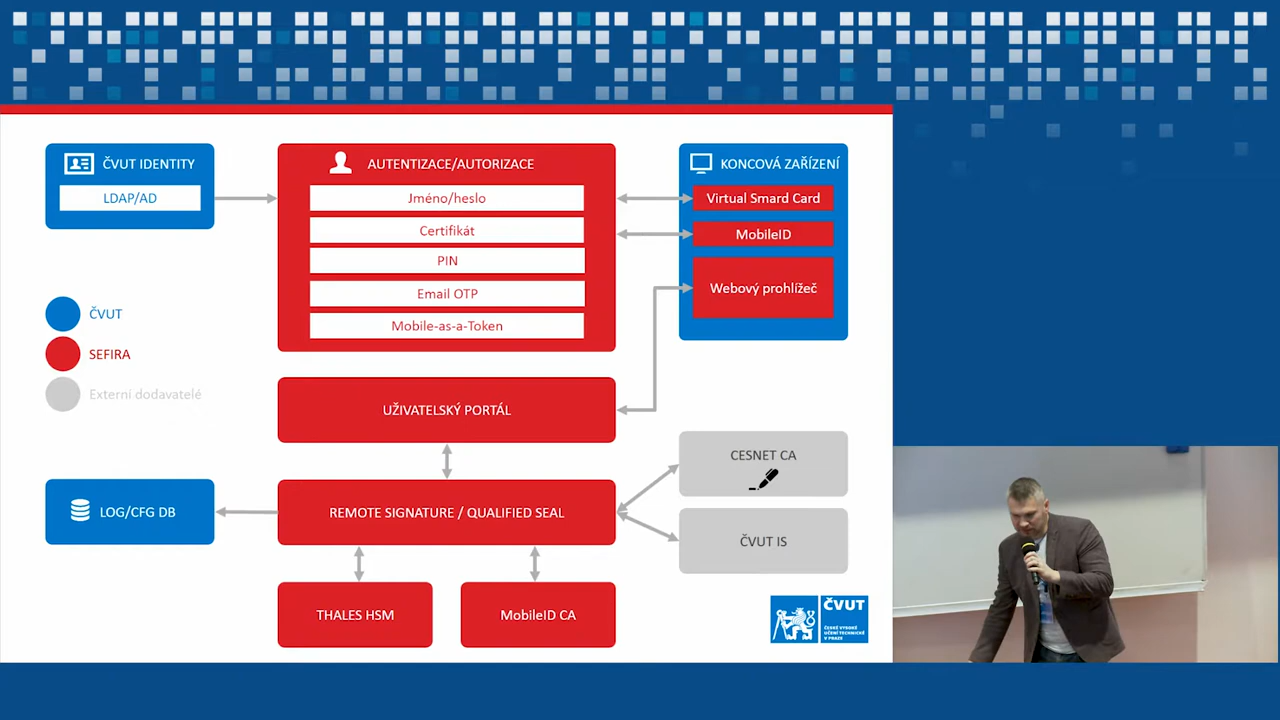 ČVUT IDENTITY
LDAP/AD
AUTENTIZACE/AUTORIZACE
Jméno/heslo
Certifikát
PIN
Email OTP
Mobile-as-a-Token
KONCOVÁ ZAŘÍZENÍ
Virtual Smard Card
MobileID
Webový prohlížeč
ČVUT
SEFIRA
Externí dodavatelé
UŽIVATELSKÝ PORTÁL
CESNET CA
LOG/CFG DB
REMOTE SIGNATURE / QUALIFIED SEAL
ČVUT IS
THALES HSM
MobileID CA
ČVUT
ČESKÉ VYSOKÉ
UČENÍ TECHNICKÉ
V PRAZE